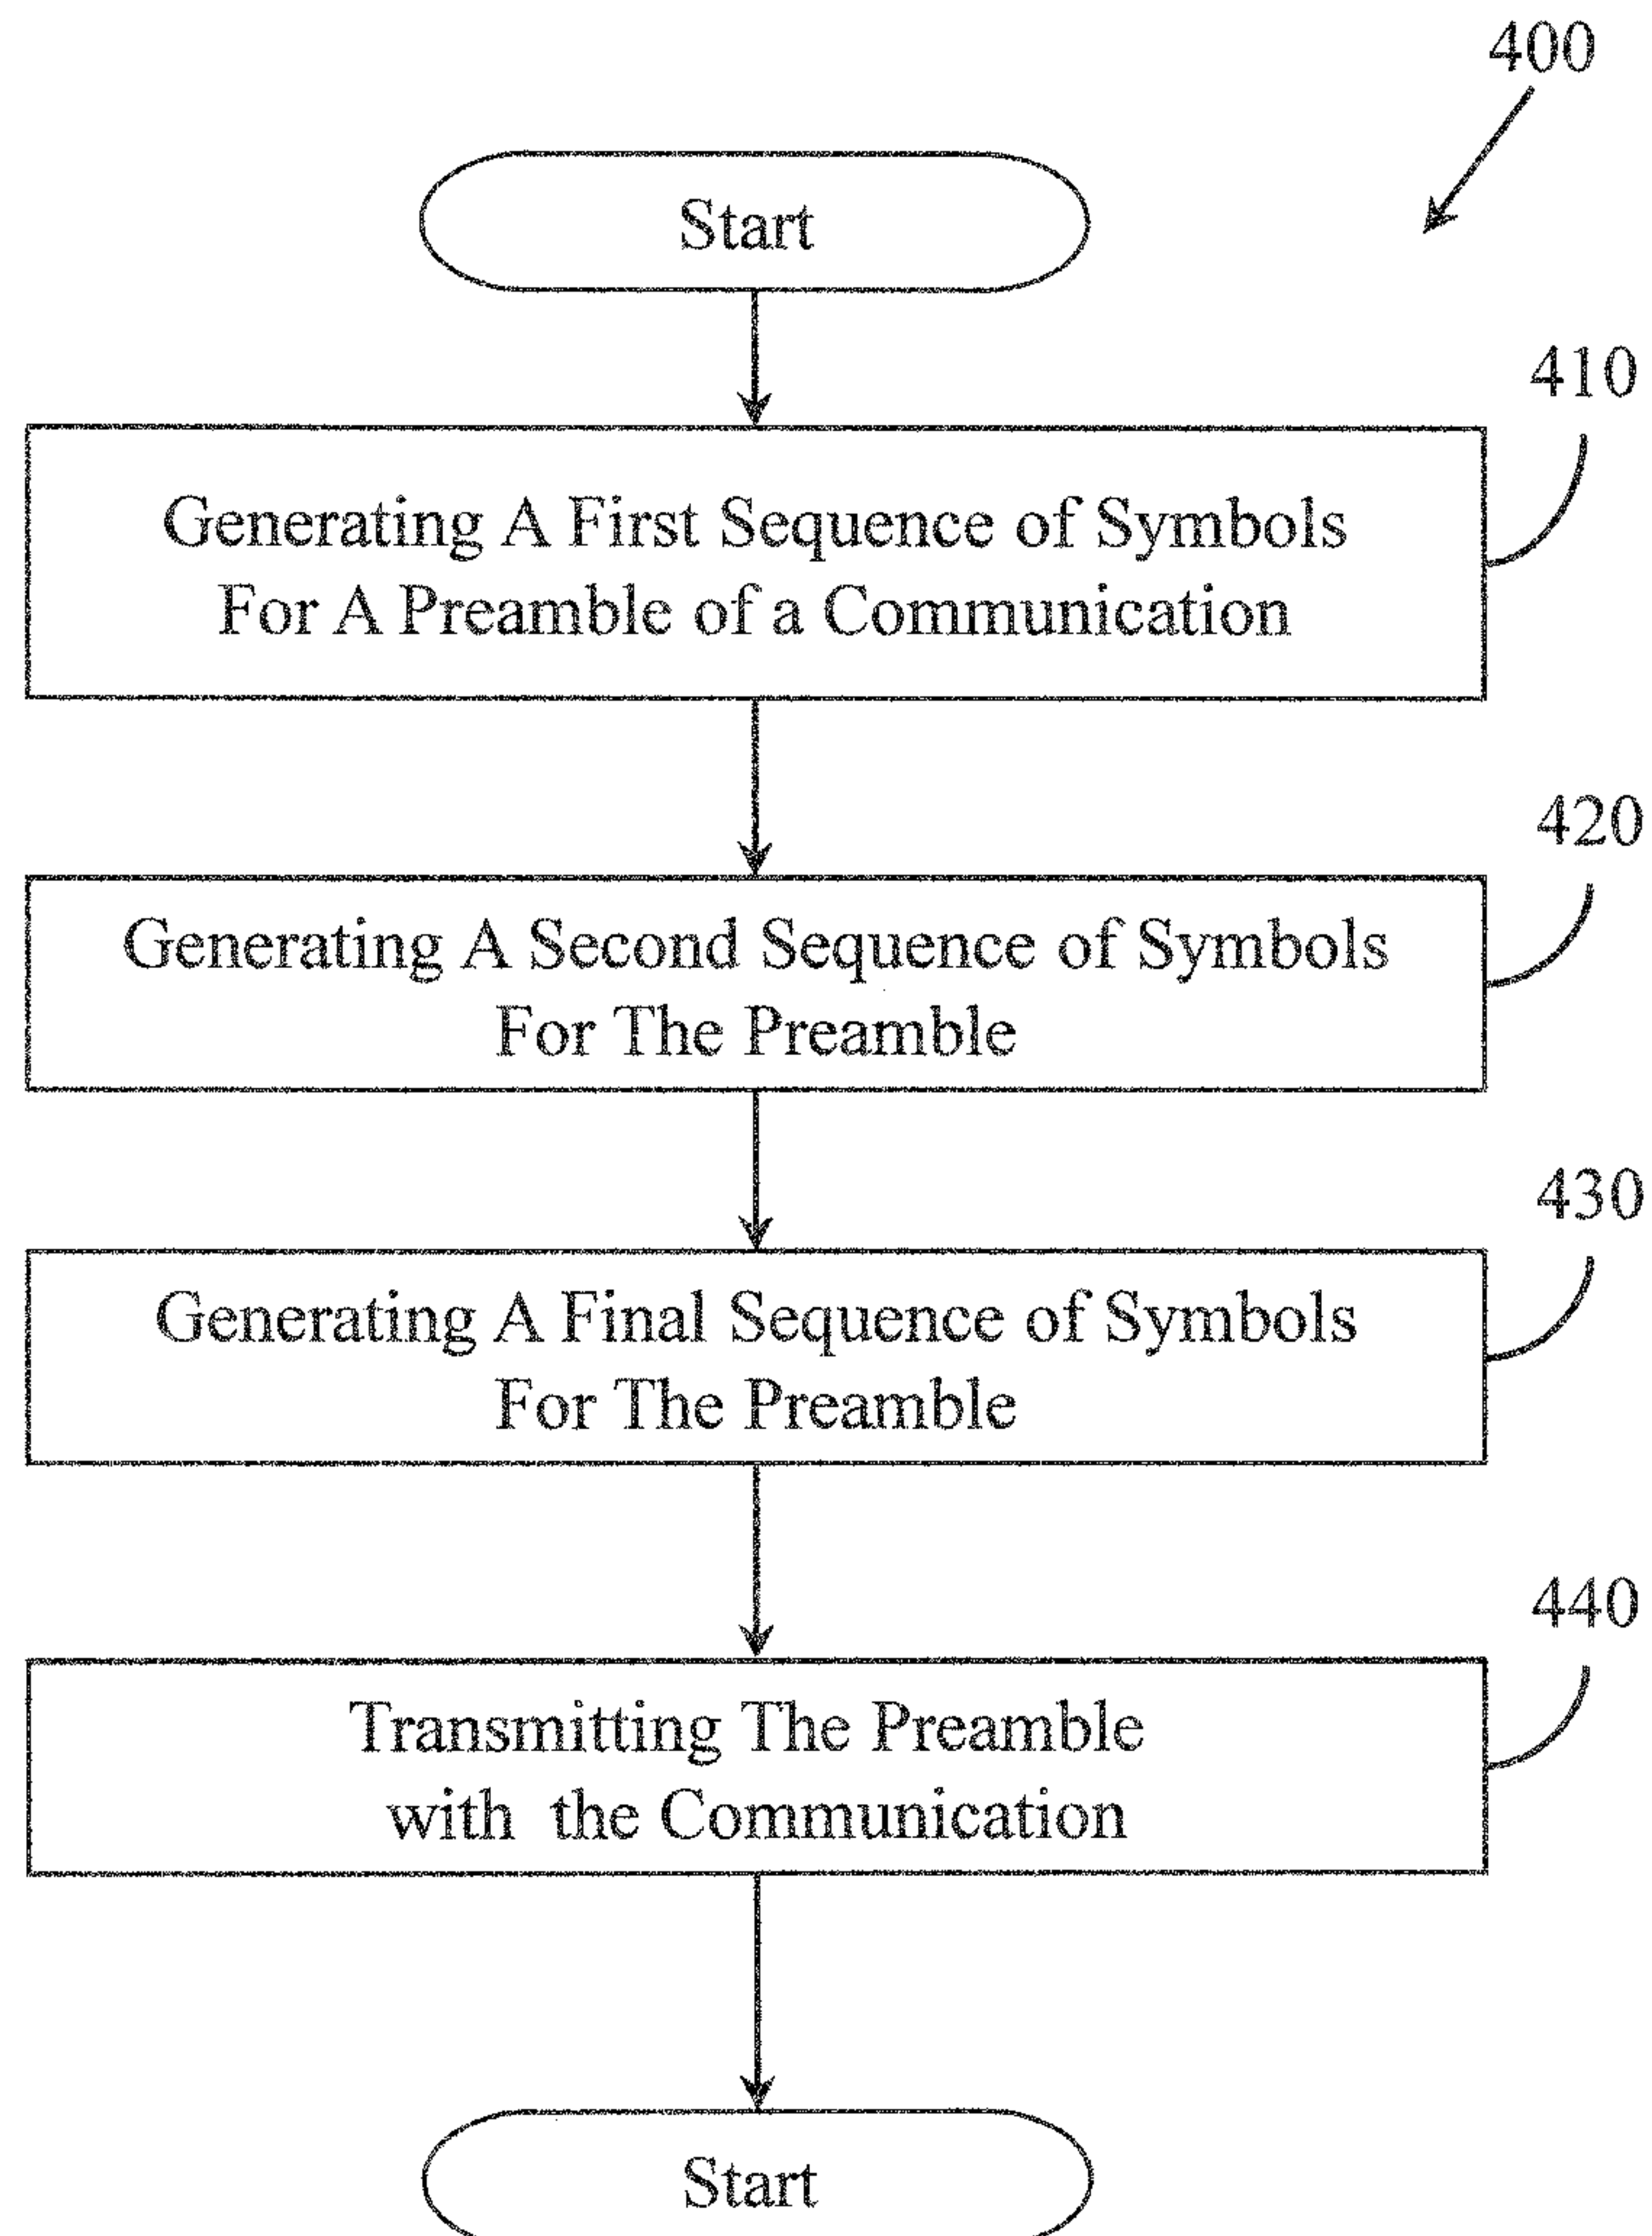 400
Start
410
Generating A First Sequence of Symbols
For A Preamble of a Communication
420
Generating A Second Sequence of Symbols
For The Preamble
430
Generating A Final Sequence of Symbols
For The Preamble
440
Transmitting The Preamble
with the Communication
Start